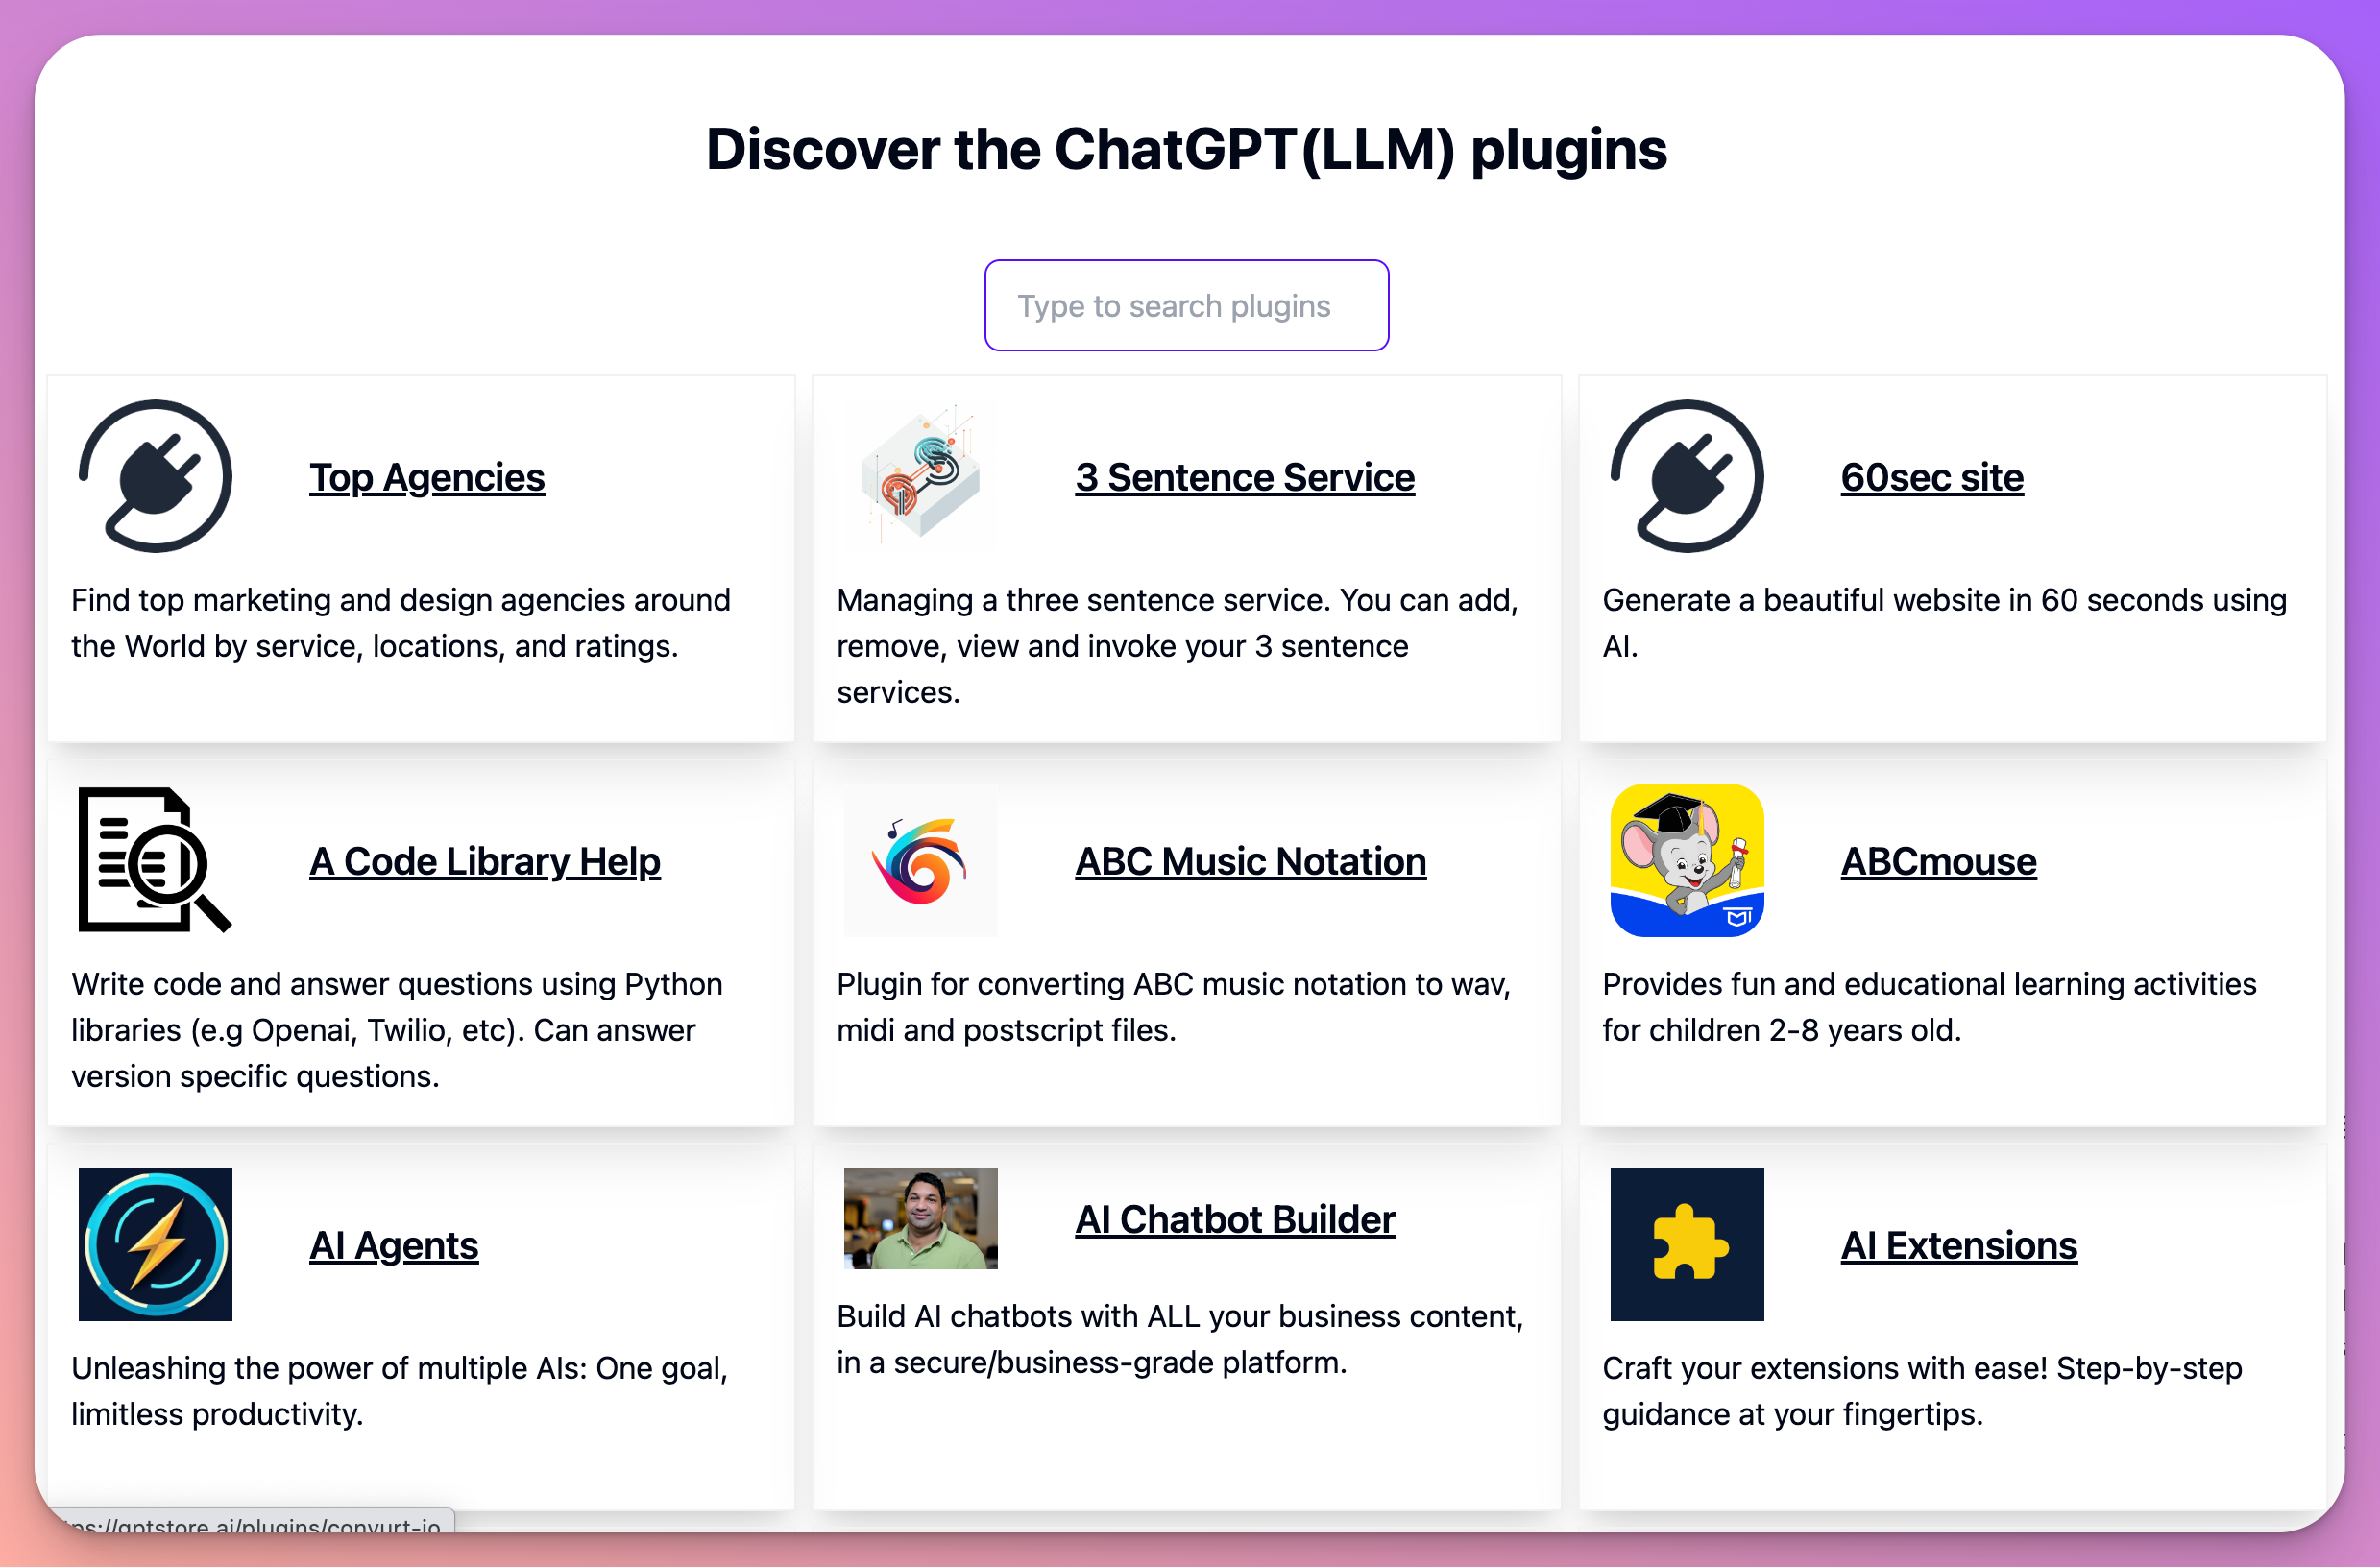 Discover the ChatGPT(LLM) plugins
Type to search plugins
Top Agencies
Find top marketing and design agencies around
the World by service, locations, and ratings.
3 Sentence Service
Managing a three sentence service. You can add,
remove, view and invoke your 3 sentence
services.
60sec site
Generate a beautiful website in 60 seconds using
AI.
A Code Library Help
Write code and answer questions using Python
libraries (e.g Openai, Twilio, etc). Can answer
version specific questions.
ABC Music Notation
Plugin for converting ABC music notation to wav,
midi and postscript files.
ABCmouse
Provides fun and educational learning activities
for children 2-8 years old.
AI Agents
Unleashing the power of multiple AIs: One goal,
limitless productivity.
AI Chatbot Builder
Build AI chatbots with ALL your business content,
in a secure/business-grade platform.
AI Extensions
Craft your extensions with ease! Step-by-step
guidance at your fingertips.
ps://gptstore.ai/plugins/convurt-io